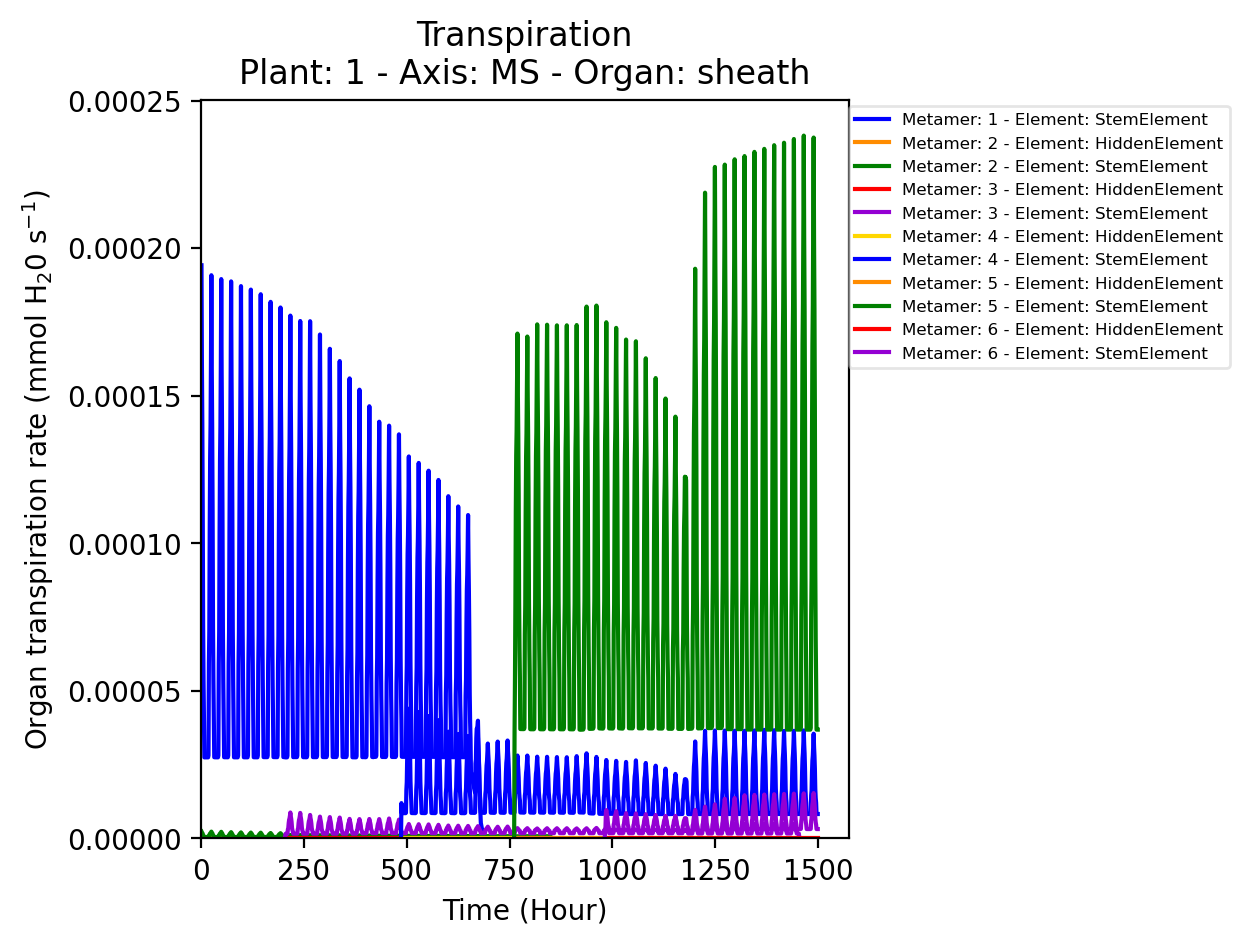 Transpiration
Plant: 1 - Axis: MS - Organ: sheath
Organ transpiration rate (mmol H₂0 s⁻¹)
0.00025
0.00020
0.00015
0.00010
0.00005
0.00000
0 250 500 750 1000 1250 1500
Time (Hour)
Metamer: 1 - Element: StemElement
Metamer: 2 - Element: HiddenElement
Metamer: 2 - Element: StemElement
Metamer: 3 - Element: HiddenElement
Metamer: 3 - Element: StemElement
Metamer: 4 - Element: HiddenElement
Metamer: 4 - Element: StemElement
Metamer: 5 - Element: HiddenElement
Metamer: 5 - Element: StemElement
Metamer: 6 - Element: HiddenElement
Metamer: 6 - Element: StemElement